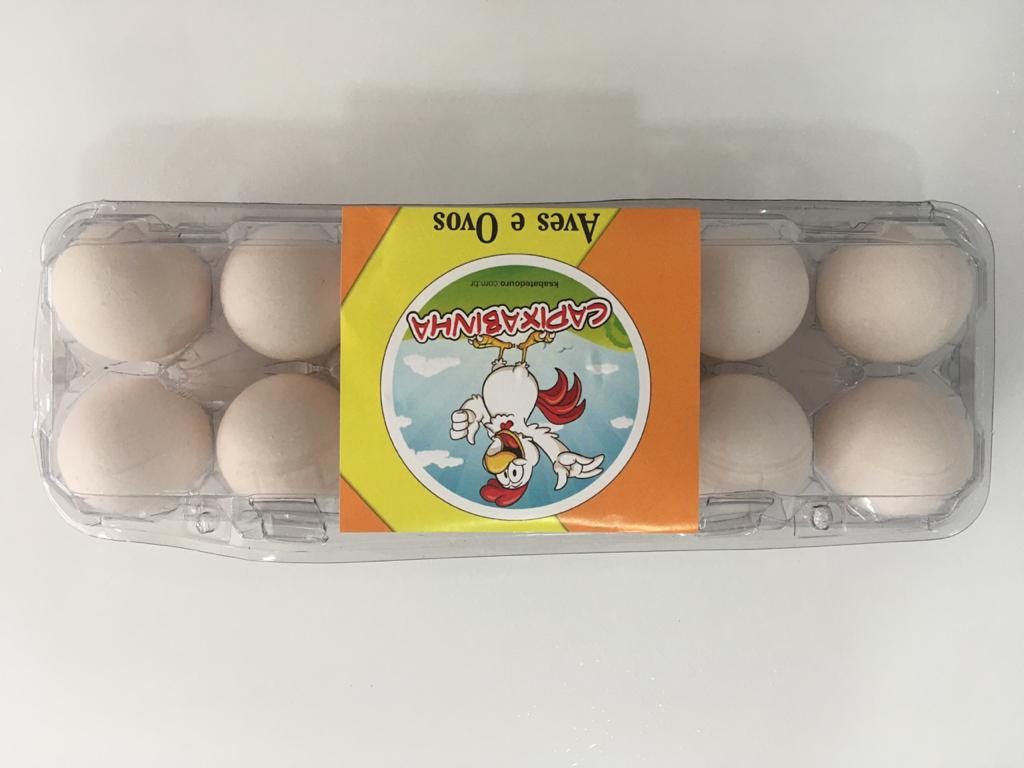 CAPIXABINHA
ksabatedouro.com.br
Aves e Ovos